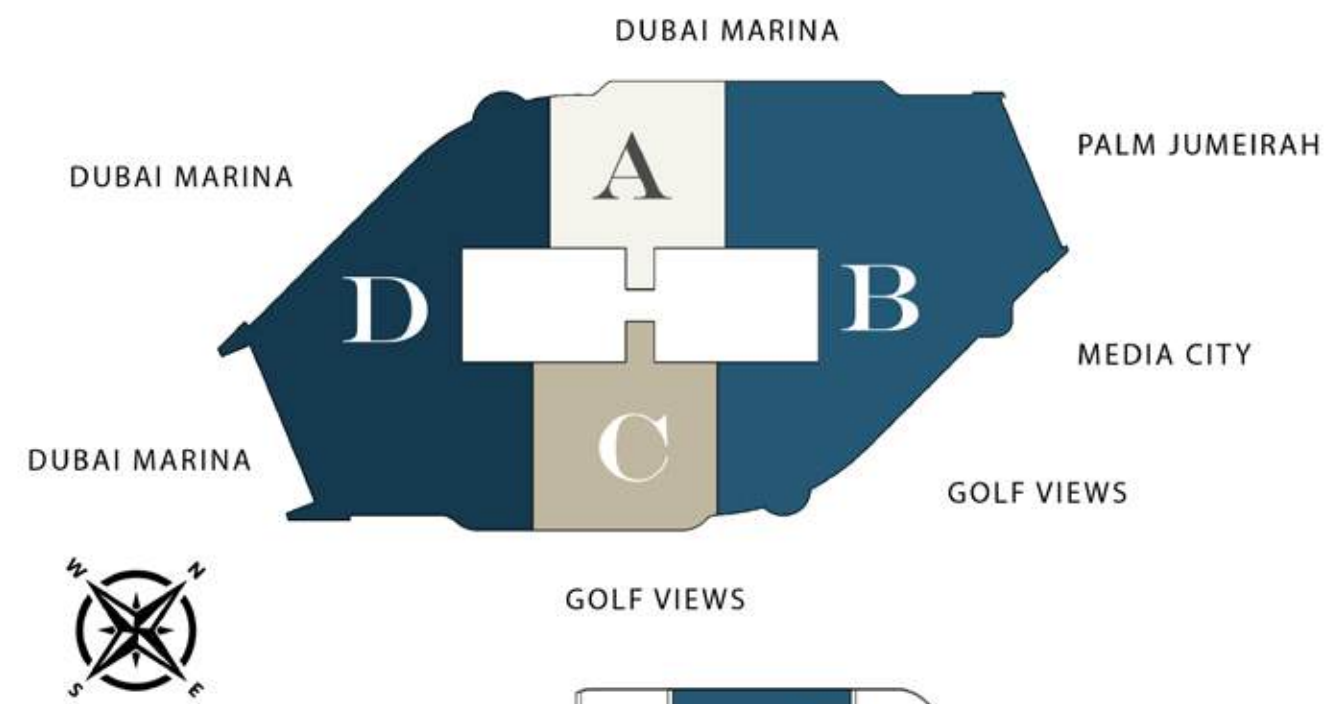 DUBAI MARINA
PALM JUMEIRAH
DUBAI MARINA
A
D
B
MEDIA CITY
C
DUBAI MARINA
GOLF VIEWS
W
N
GOLF VIEWS
S
E